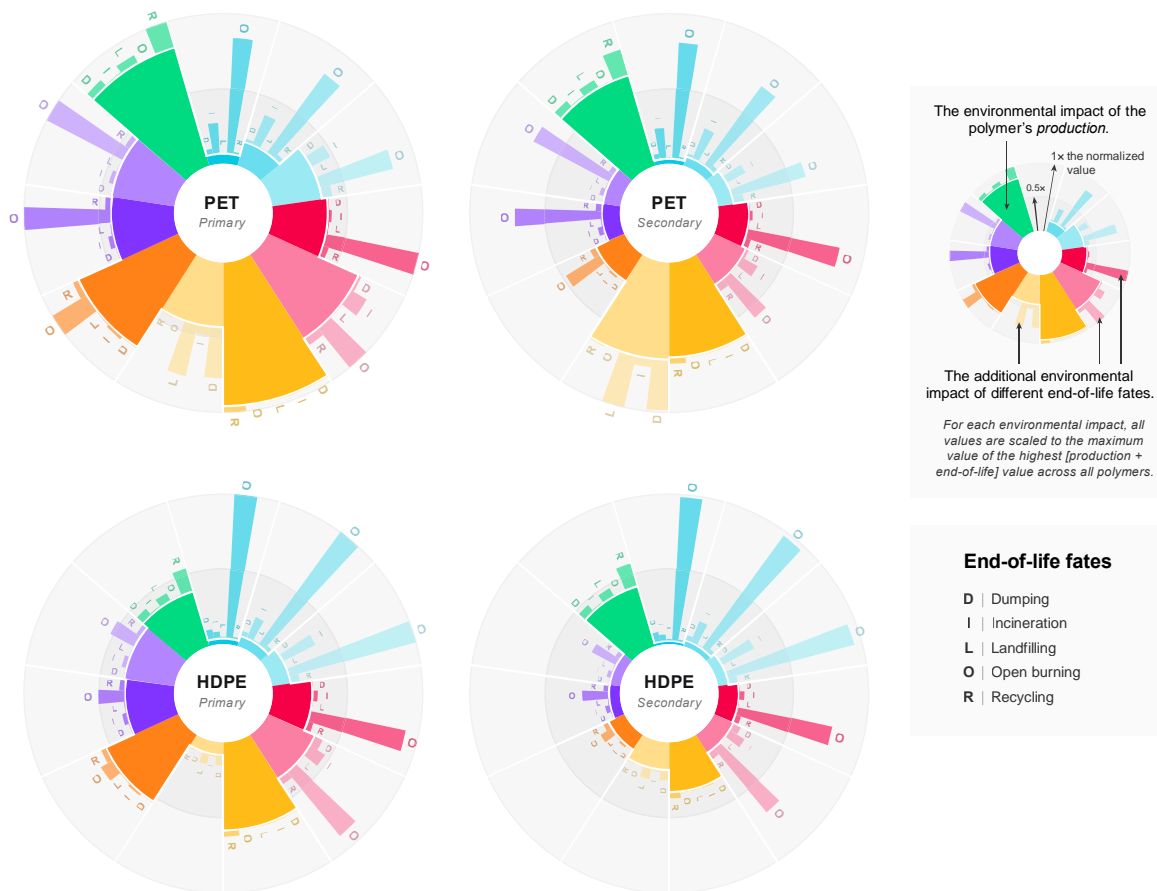 PET
Primary
PET
Secondary
The environmental impact of the
polymer's production.
1× the normalized
value
0.5×
The additional environmental
impact of different end-of-life fates.
For each environmental impact, all
values are scaled to the maximum
value of the highest [production +
end-of-life] value across all polymers.
HDPE
Primary
HDPE
Secondary
End-of-life fates
D | Dumping
I | Incineration
L | Landfilling
O | Open burning
R | Recycling